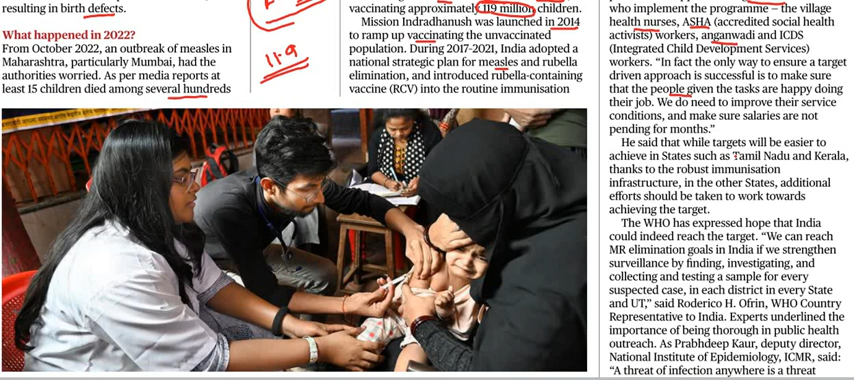 resulting in birth defects.
What happened in 2022?
From October 2022, an outbreak of measles in
Maharashtra, particularly Mumbai, had the
authorities worried. As per media reports at
least 15 children died among several hundreds
vaccinating approximately 119 million children.
Mission Indradhanush was launched in 2014
to ramp up vaccinating the unvaccinated
population. During 2017-2021, India adopted a
national strategic plan for measles and rubella
elimination, and introduced rubella-containing
vaccine (RCV) into the routine immunisation
11.9
who implement the programme – the village
health nurses, ASHA (accredited social health
activists) workers, anganwadi and ICDS
(Integrated Child Development Services)
workers. “In fact the only way to ensure a target
driven approach is successful is to make sure
that the people given the tasks are happy doing
their job. We do need to improve their service
conditions, and make sure salaries are not
pending for months.”
He said that while targets will be easier to
achieve in States such as Tamil Nadu and Kerala,
thanks to the robust immunisation
infrastructure, in the other States, additional
efforts should be taken to work towards
achieving the target.
The WHO has expressed hope that India
could indeed reach the target. “We can reach
MR elimination goals in India if we strengthen
surveillance by finding, investigating, and
collecting and testing a sample for every
suspected case, in each district in every State
and UT,” said Roderico H. Ofrin, WHO Country
Representative to India. Experts underlined the
importance of being thorough in public health
outreach. As Prabhdeep Kaur, deputy director,
National Institute of Epidemiology, ICMR, said:
“A threat of infection anywhere is a threat